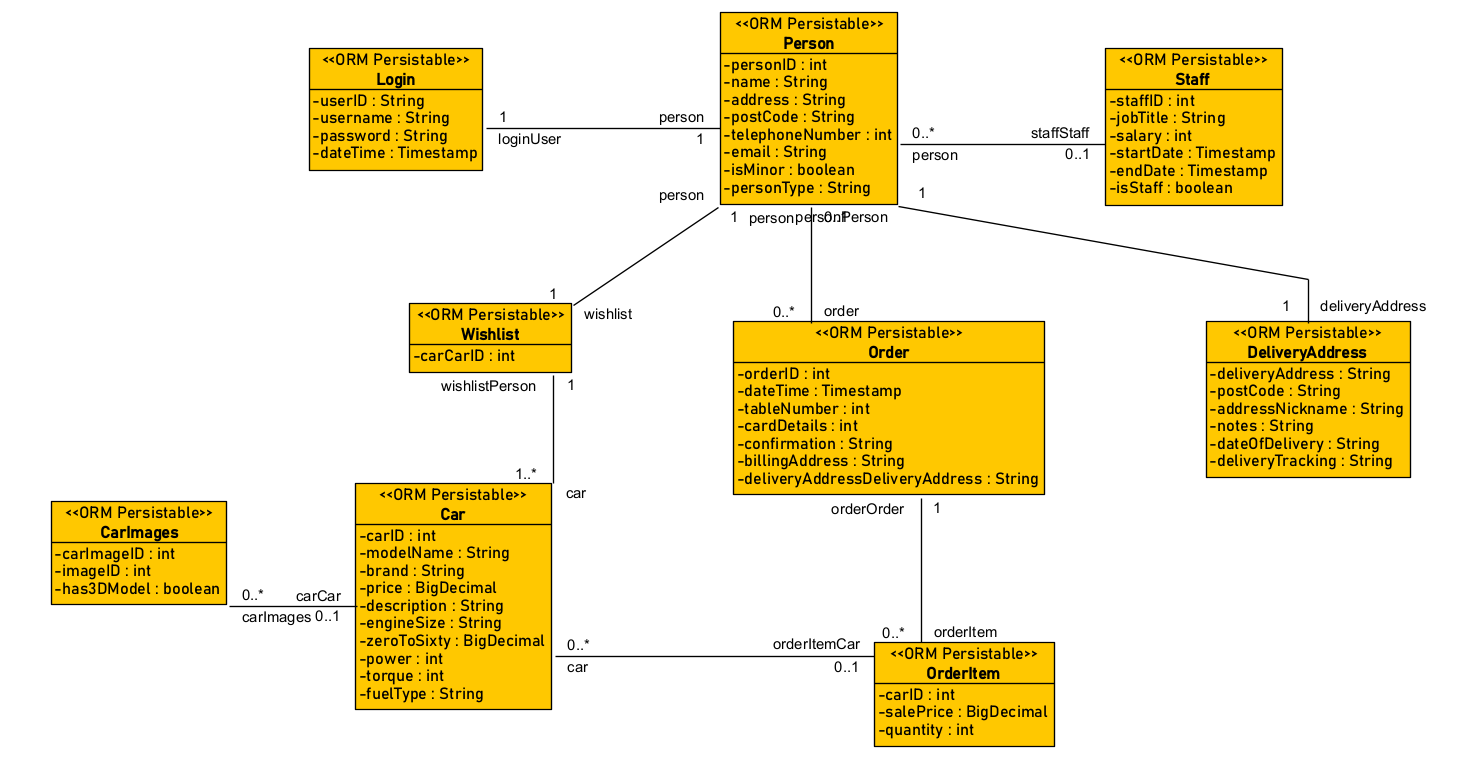 <<ORM Persistable>>
Person
-personID : int
-name : String
-address : String
-postCode : String
-telephoneNumber : int
-email : String
-isMinor : boolean
-personType : String
<<ORM Persistable>>
Login
-userID : String
-username : String
-password : String
-dateTime : Timestamp
<<ORM Persistable>>
Staff
-staffID : int
-jobTitle : String
-salary : int
-startDate : Timestamp
-endDate : Timestamp
-isStaff : boolean
1
person
loginUser
1
0..*
staffStaff
person
0..1
person
1
person
personPerson
0..1
1
1
wishlist
0..*
order
1
deliveryAddress
<<ORM Persistable>>
Wishlist
-carCarID : int
wishlistPerson
1
<<ORM Persistable>>
Order
-orderID : int
-dateTime : Timestamp
-tableNumber : int
-cardDetails : int
-confirmation : String
-billingAddress : String
-deliveryAddressDeliveryAddress : String
<<ORM Persistable>>
DeliveryAddress
-deliveryAddress : String
-postCode : String
-addressNickname : String
-notes : String
-dateOfDelivery : String
-deliveryTracking : String
1..*
car
orderOrder
1
<<ORM Persistable>>
CarImages
-carImageID : int
-imageID : int
-has3DModel : boolean
<<ORM Persistable>>
Car
-carID : int
-modelName : String
-brand : String
-price : BigDecimal
-description : String
-engineSize : String
-zeroToSixty : BigDecimal
-power : int
-torque : int
-fuelType : String
0..*
carCar
carImages
0..1
0..*
orderItemCar
car
0..1
0..*
orderItem
<<ORM Persistable>>
OrderItem
-carID : int
-salePrice : BigDecimal
-quantity : int